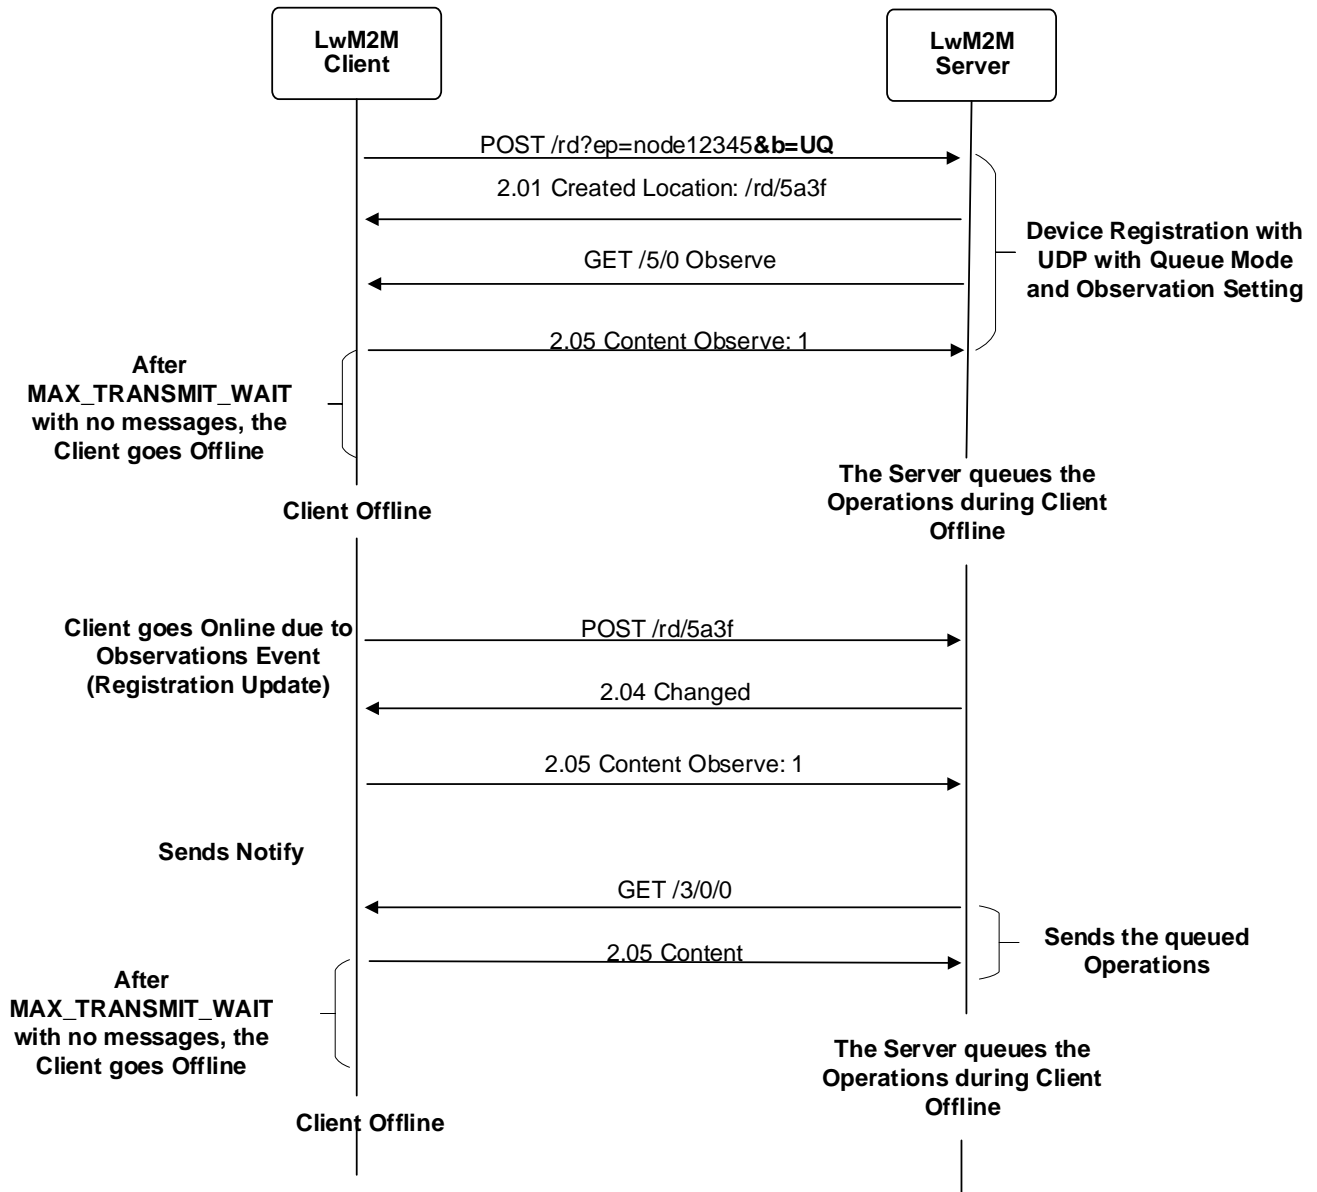 LwM2M
Client
LwM2M
Server
POST /rd?ep=node12345&b=UQ
2.01 Created Location: /rd/5a3f
Device Registration with
UDP with Queue Mode
and Observation Setting
GET /5/0 Observe
2.05 Content Observe: 1
After
MAX_TRANSMIT_WAIT
with no messages, the
Client goes Offline
The Server queues the
Operations during Client
Offline
Client Offline
Client goes Online due to
Observations Event
(Registration Update)
POST /rd/5a3f
2.04 Changed
2.05 Content Observe: 1
Sends Notify
GET /3/0/0
Sends the queued
Operations
2.05 Content
After
MAX_TRANSMIT_WAIT
with no messages, the
Client goes Offline
The Server queues the
Operations during Client
Offline
Client Offline